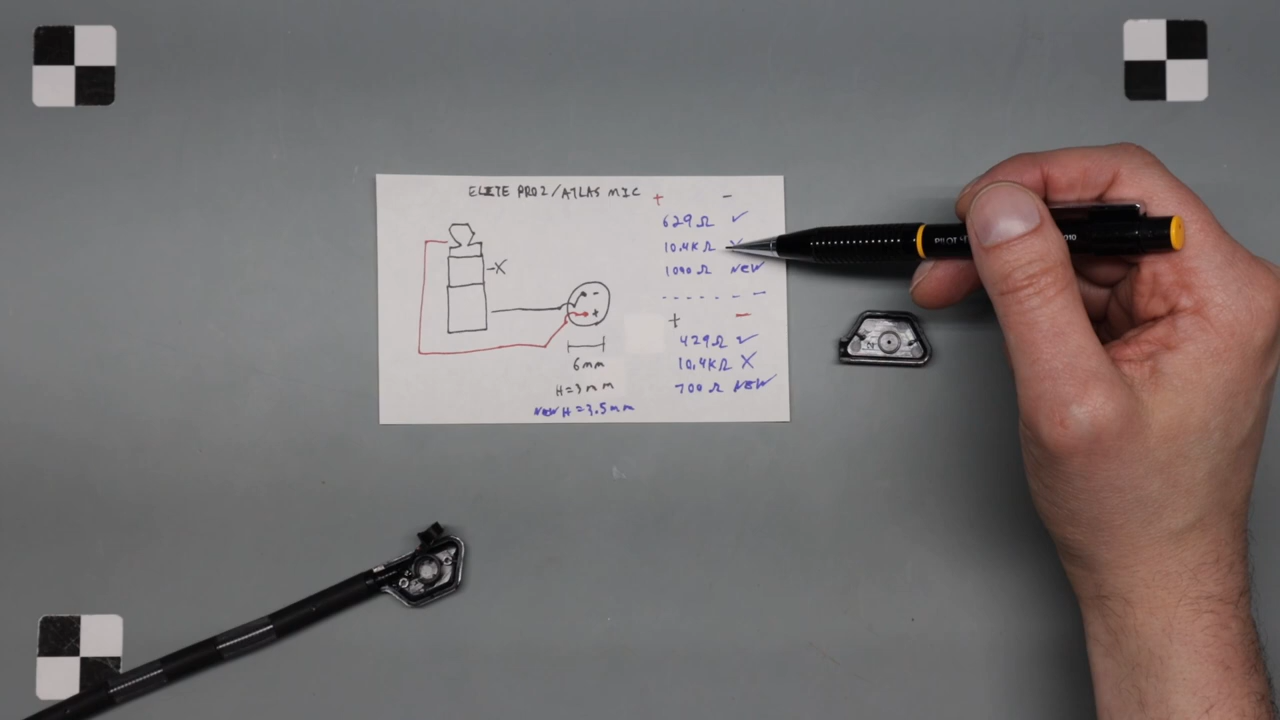 ELITE PRO2/ATLAS MIC
+ -
629Ω ✓
10.4KΩ X
1090Ω NEW
-X
-
+
6mm
H=3mm
NEW H=3.5mm
+ -
429Ω ✓
10.4KΩ X
700Ω NEW
PILOT